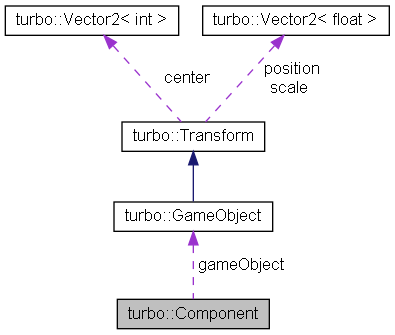 turbo::Vector2< int >
turbo::Vector2< float >
center
position
scale
turbo::Transform
turbo::GameObject
gameObject
turbo::Component